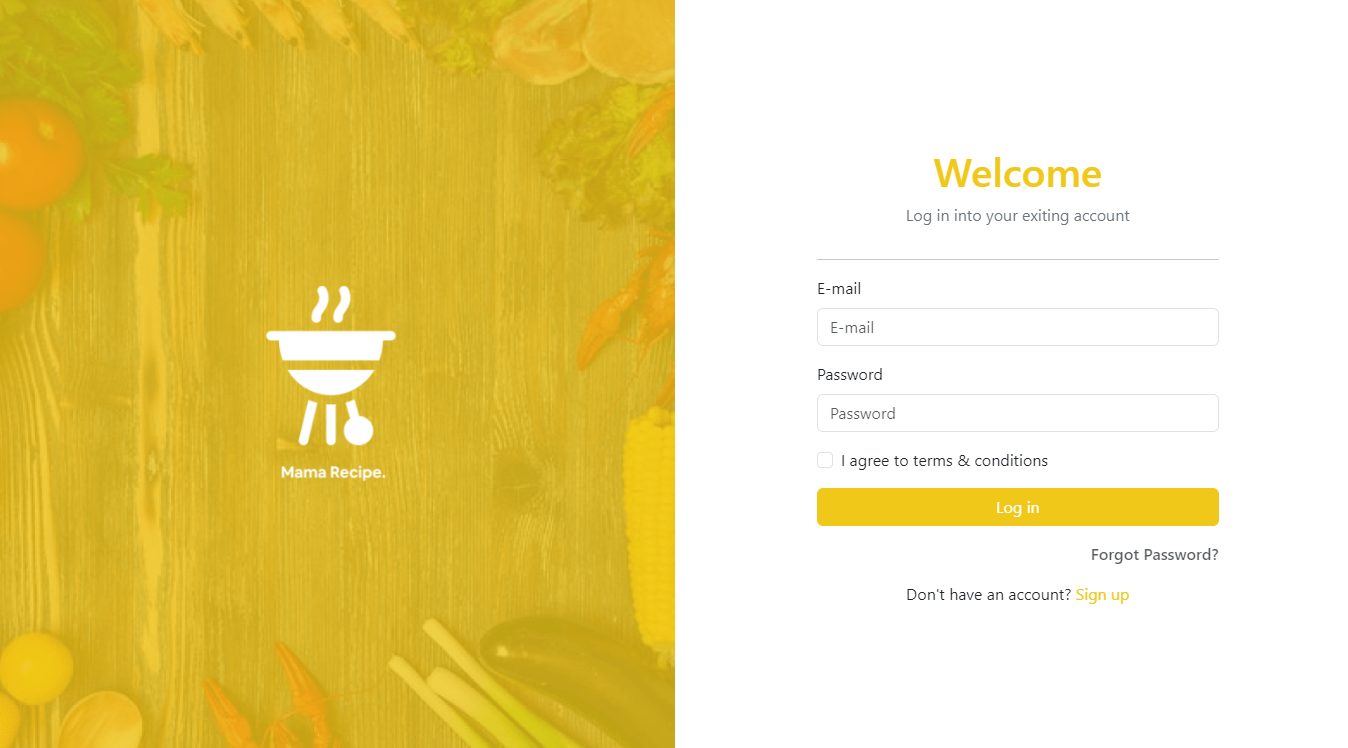 Mama Recipe.
Welcome
Log in into your exiting account
E-mail
E-mail
Password
Password
I agree to terms & conditions
Log in
Forgot Password?
Don't have an account? Sign up